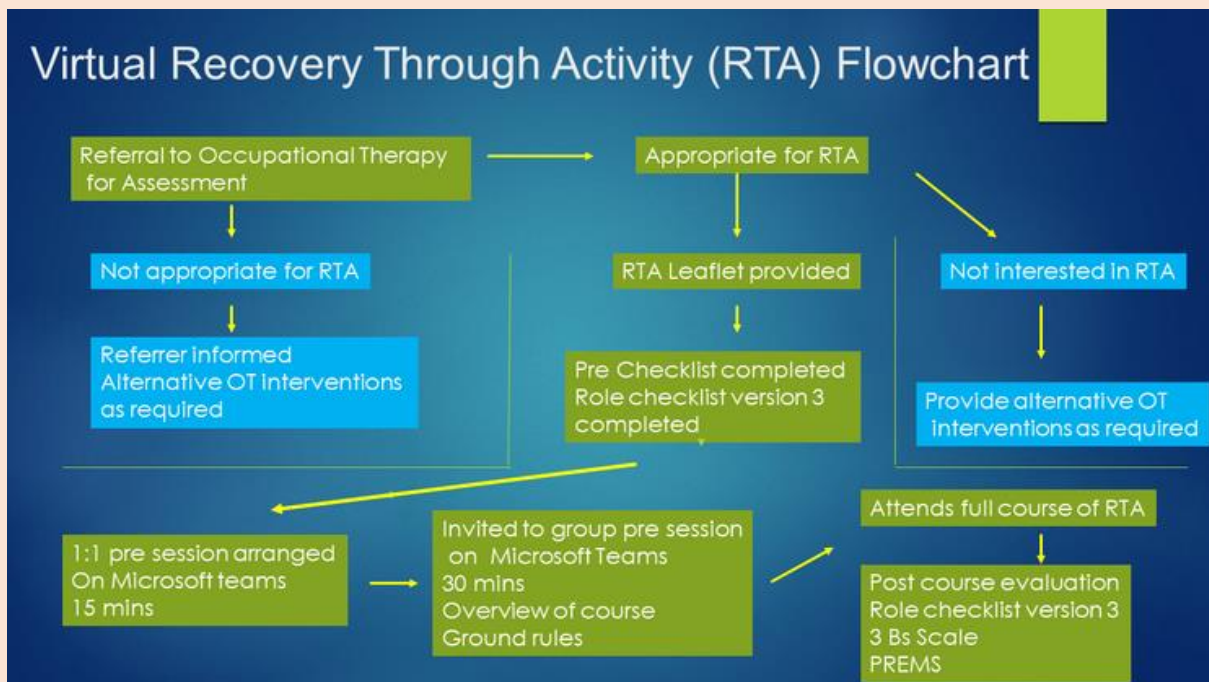 Virtual Recovery Through Activity (RTA) Flowchart
Referral to Occupational Therapy
for Assessment
Appropriate for RTA
Not appropriate for RTA
RTA Leaflet provided
Not interested in RTA
Referrer informed
Alternative OT interventions
as required
Pre Checklist completed
Role checklist version 3
completed
Provide alternative OT
interventions as required
1:1 pre session arranged
On Microsoft teams
15 mins
Invited to group pre session
on Microsoft Teams
30 mins
Overview of course
Ground rules
Attends full course of RTA
Post course evaluation
Role checklist version 3
3 Bs Scale
PREMS